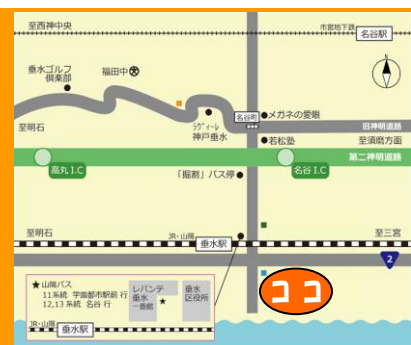 至西神中央
市営地下鉄
名谷駅
垂水ゴルフ
倶楽部
福田中
ラヴィーレ
神戸垂水
名谷町
メガネの愛眼
至明石
旧神明道路
若松塾
至須磨方面
第二神明道路
高丸I.C
名谷I.C
「掘割」バス停
至明石
JR・山陽
垂水駅
至三宮
2
ココ
★山陽バス
11系統 学園都市駅前 行
12,13系統 名谷 行
レバンテ
垂水
一番館
★
垂水
区役所
JR・山陽
垂水駅